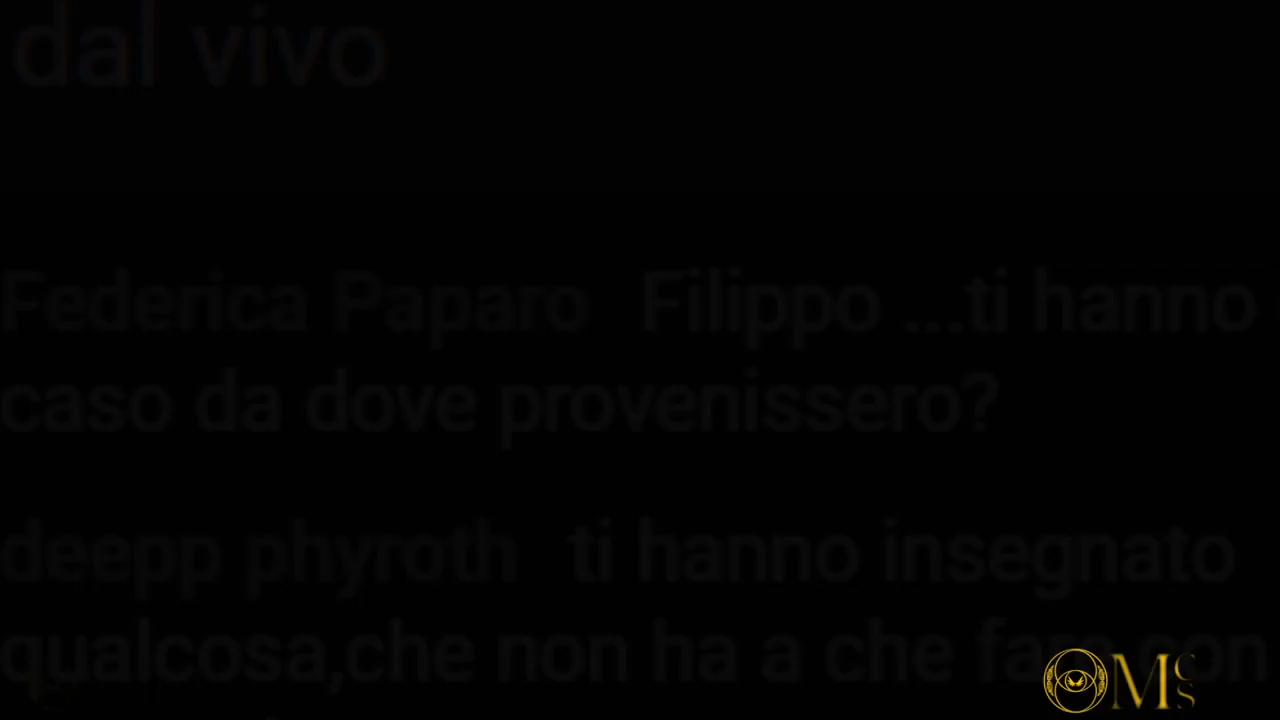 dal vivo
Federica Paparo Filippo ...ti hanno
caso da dove provenissero?
deepp phyroth ti hanno insegnato
qualcosa,che non ha a che fare con
MCS